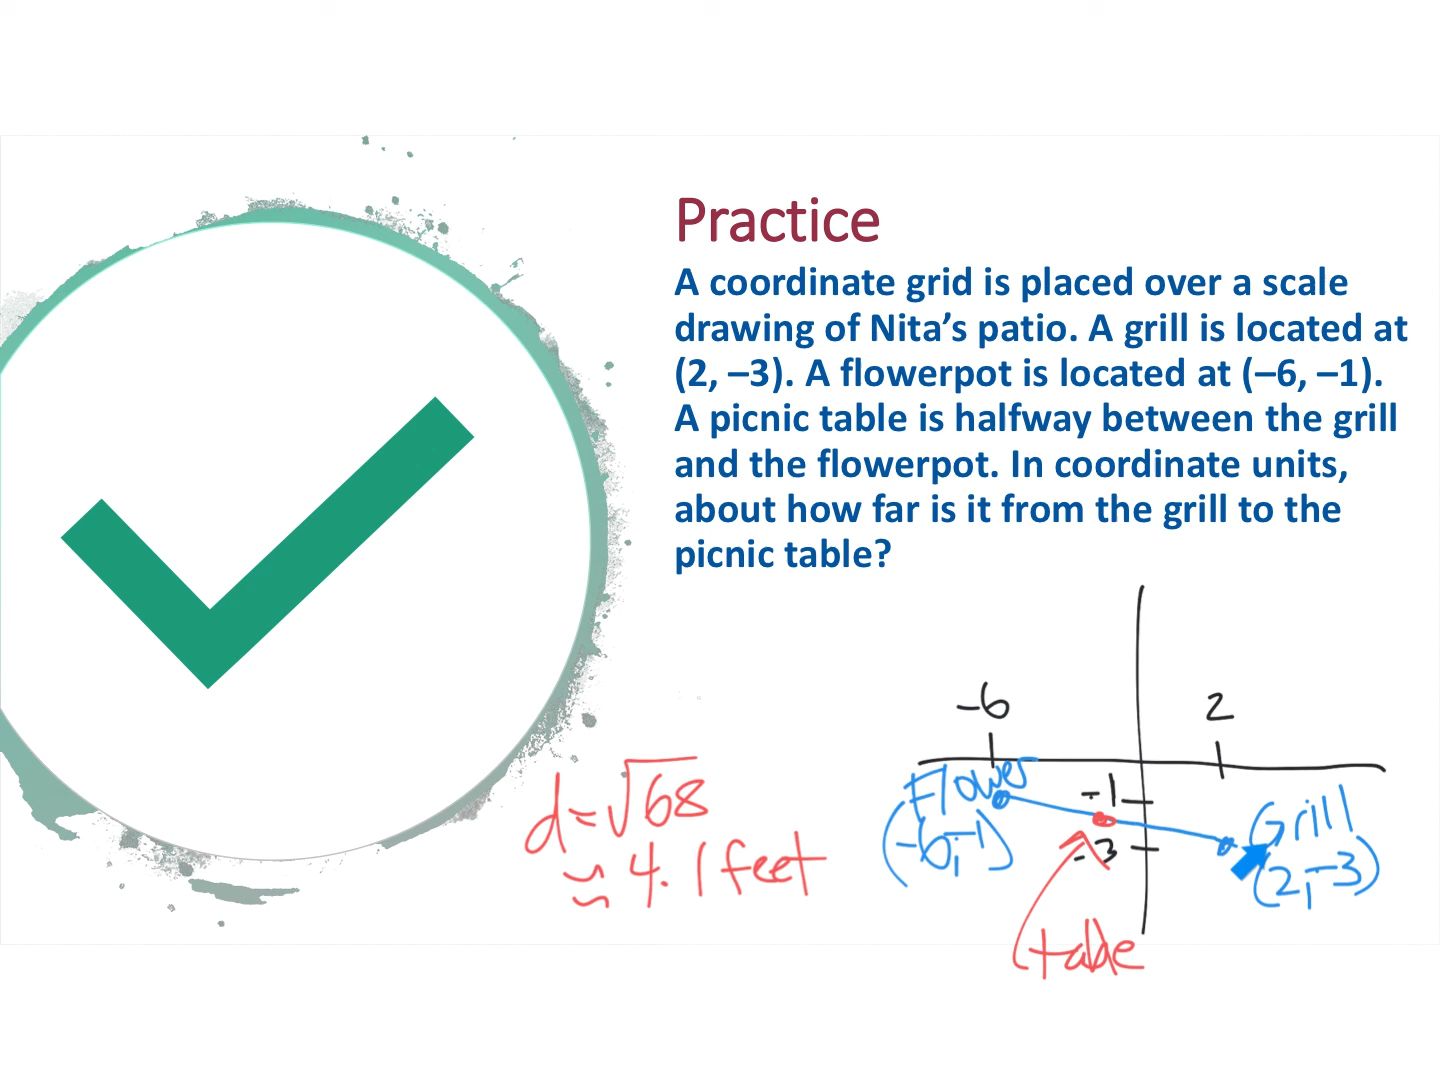 Practice
A coordinate grid is placed over a scale
drawing of Nita’s patio. A grill is located at
(2, –3). A flowerpot is located at (–6, –1).
A picnic table is halfway between the grill
and the flowerpot. In coordinate units,
about how far is it from the grill to the
picnic table?
-6
2
Flower
(-6,-1)
-1
-3
Grill
(2,-3)
table
d=√68
≈4.1 feet